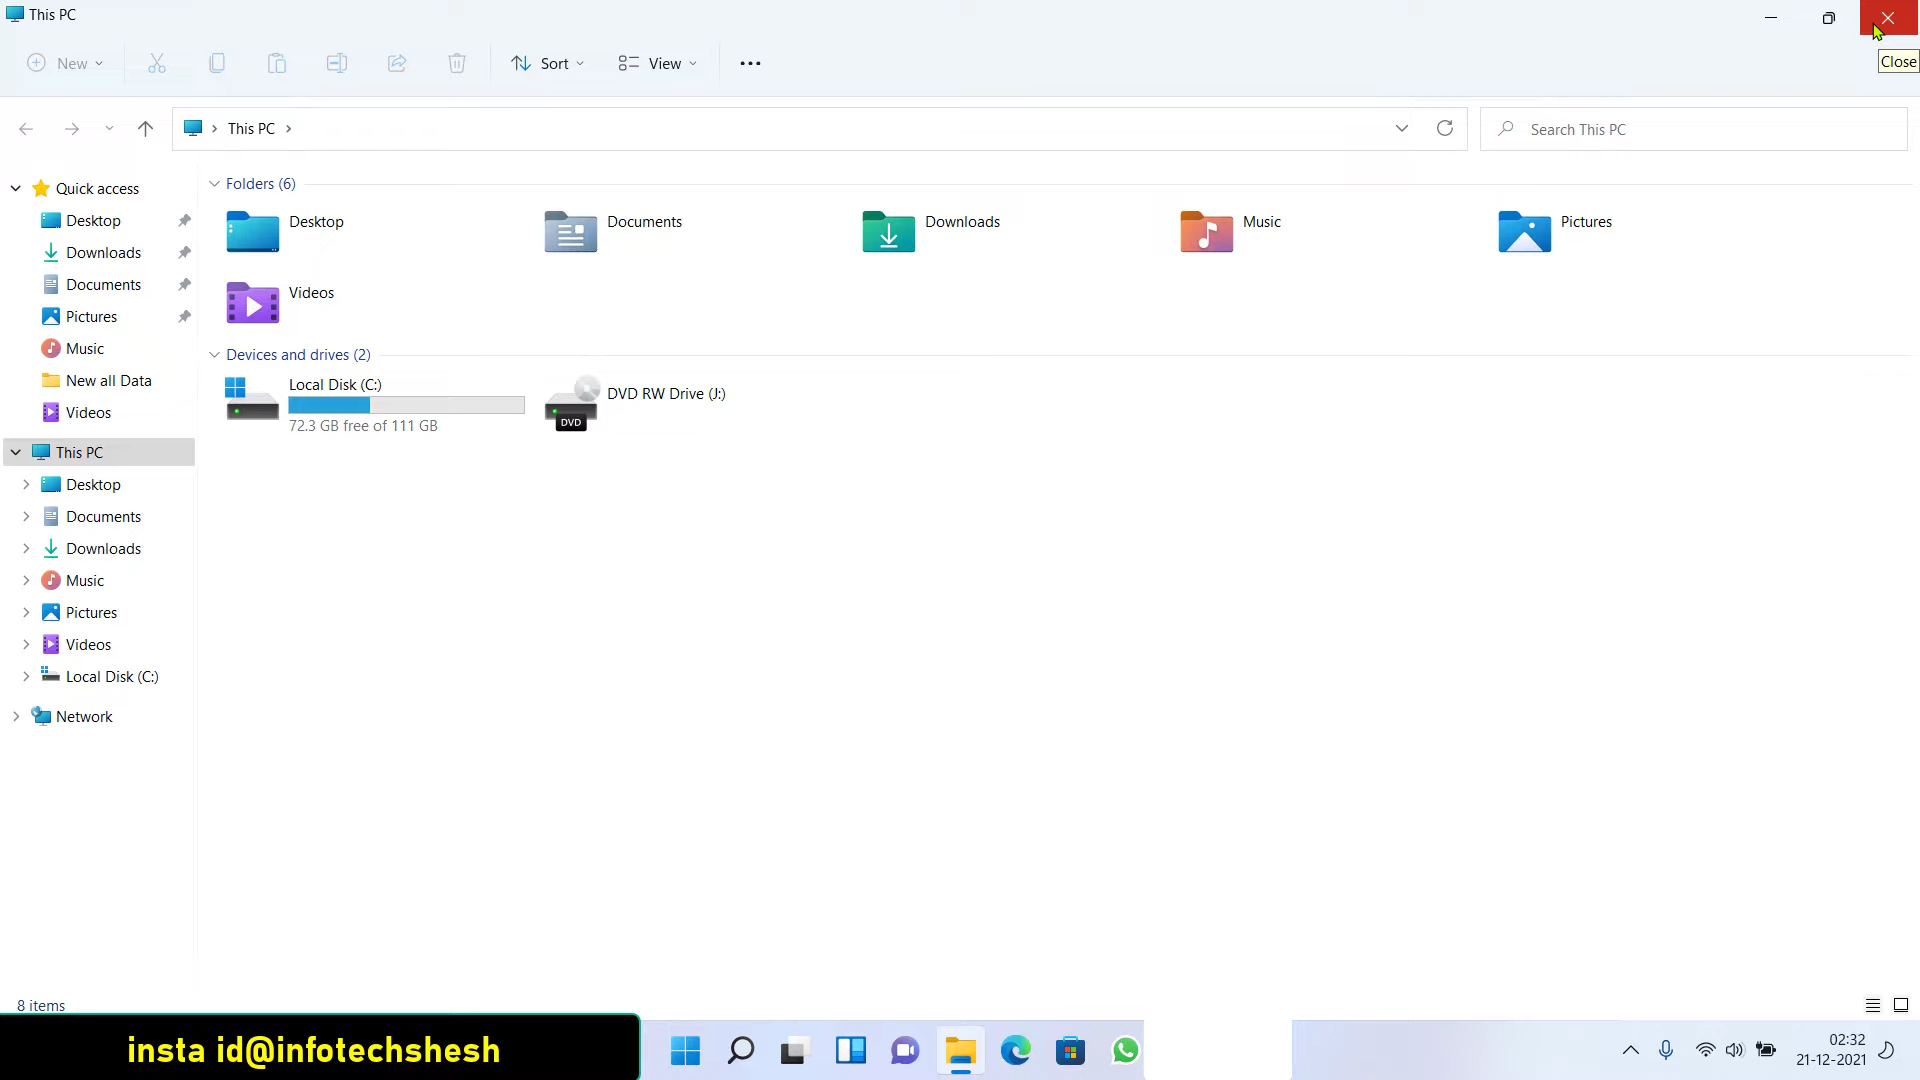 This PC
Close
New
Sort
View
This PC
Search This PC
Quick access
Desktop
Downloads
Documents
Pictures
Music
New all Data
Videos
This PC
Desktop
Documents
Downloads
Music
Pictures
Videos
Local Disk (C:)
Network
Folders (6)
Desktop
Documents
Downloads
Music
Pictures
Videos
Devices and drives (2)
Local Disk (C:)
72.3 GB free of 111 GB
DVD
DVD RW Drive (J:)
8 items
insta id@infotechshesh
02:32
21-12-2021